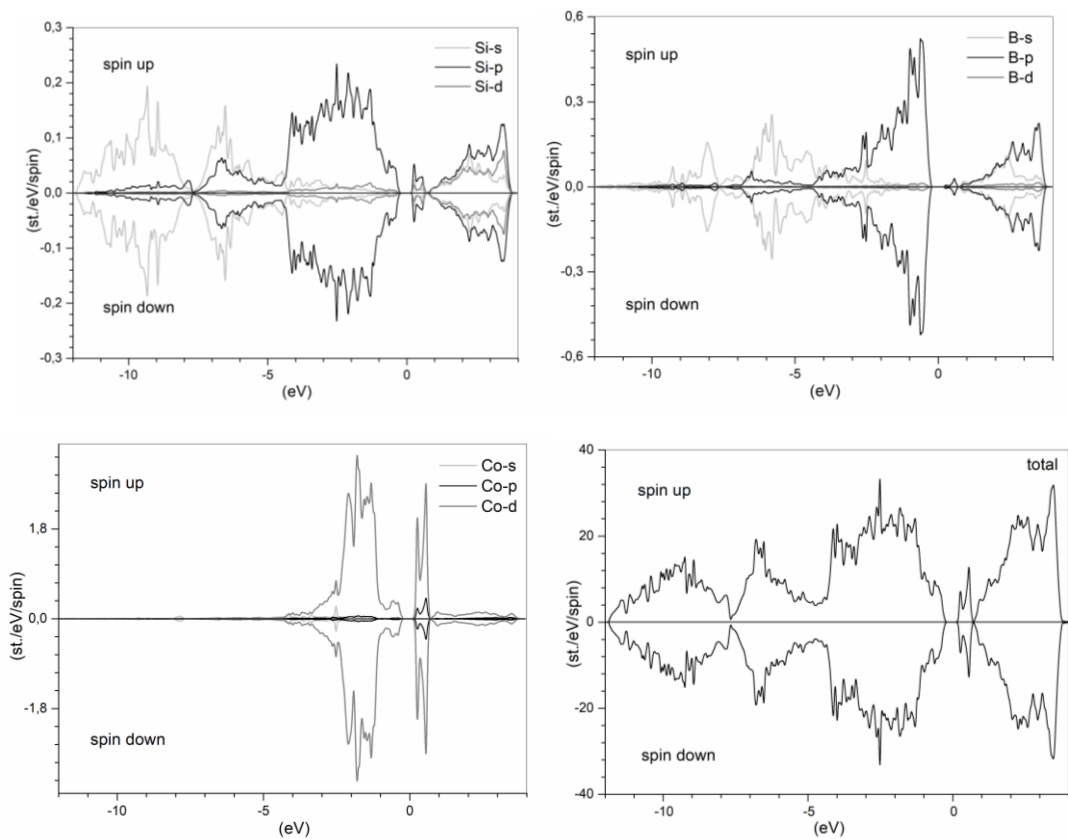 0,3
0,2
0,1
0,0
-0,1
-0,2
-0,3
(st./eV/spin)
spin up
spin down
Si-s
Si-p
Si-d
-10
-5
0
(eV)
0,6
0,3
0,0
-0,3
-0,6
(st./eV/spin)
spin up
spin down
B-s
B-p
B-d
-10
-5
0
(eV)
1,8
0,0
-1,8
(st./eV/spin)
spin up
spin down
Co-s
Co-p
Co-d
-10
-5
0
(eV)
40
20
0
-20
-40
(st./eV/spin)
spin up
spin down
total
-10
-5
0
(eV)